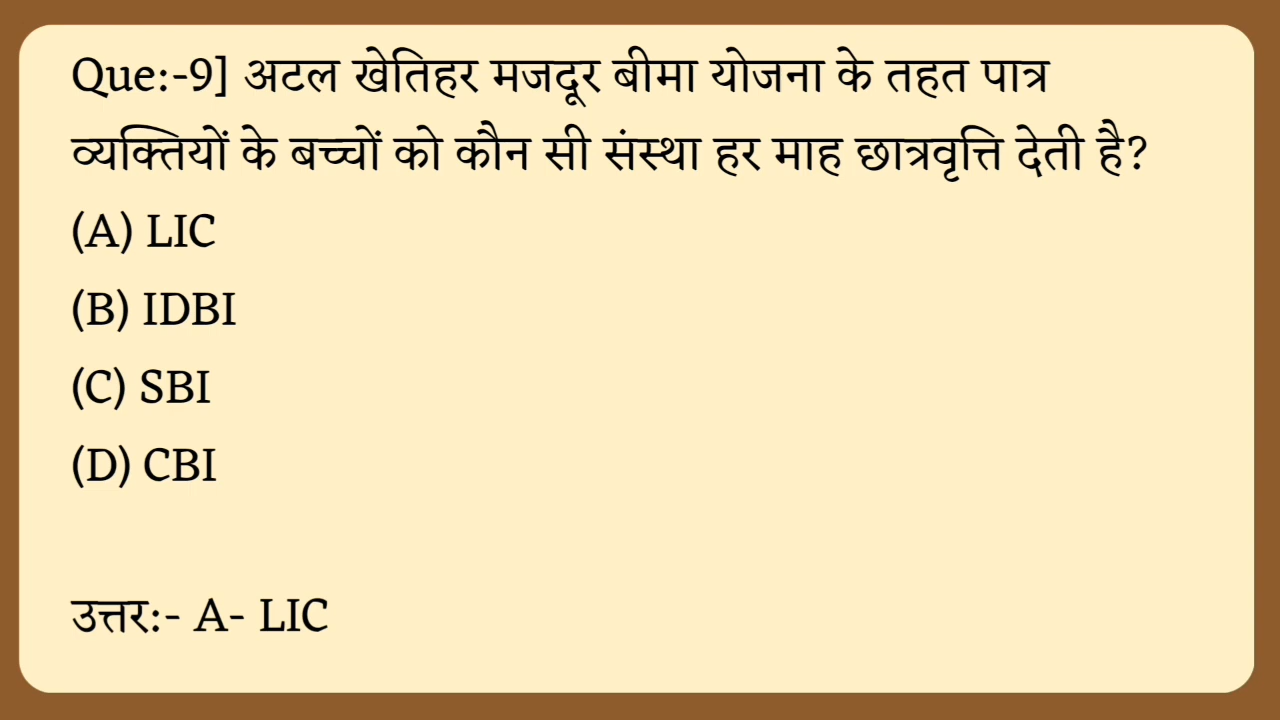 Que:-9] अटल खेतिहर मजदूर बीमा योजना के तहत पात्र
व्यक्तियों के बच्चों को कौन सी संस्था हर माह छात्रवृत्ति देती है?
(A) LIC
(B) IDBI
(C) SBI
(D) CBI
उत्तर:- A- LIC